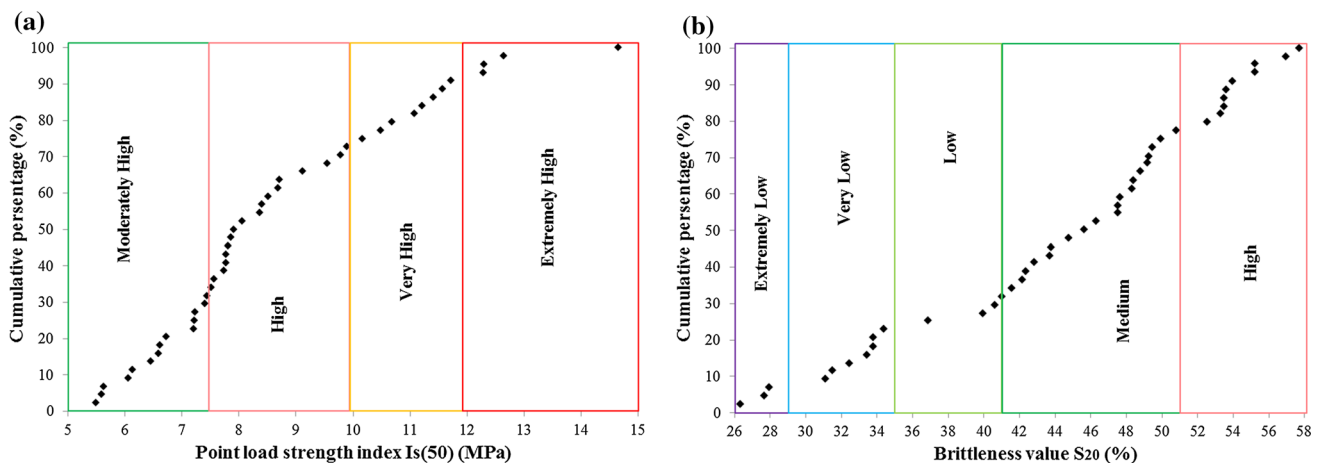 (a)
Cumulative persentage (%)
100
90
80
70
60
50
40
30
20
10
0
Moderately High
High
Very High
Extremely High
5 6 7 8 9 10 11 12 13 14 15
Point load strength index Is(50) (MPa)
(b)
Cumulative persentage (%)
100
90
80
70
60
50
40
30
20
10
0
Extremely Low
Very Low
Low
Medium
High
26 28 30 32 34 36 38 40 42 44 46 48 50 52 54 56 58
Brittleness value S20 (%)